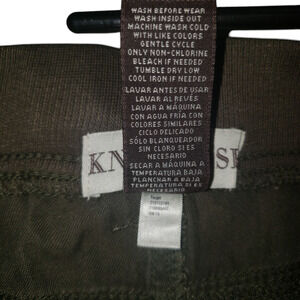 WASH BEFORE WEAR
WASH INSIDE OUT
MACHINE WASH COLD
WITH LIKE COLORS
GENTLE CYCLE
ONLY NON-CHLORINE
BLEACH IF NEEDED
TUMBLE DRY LOW
COOL IRON IF NEEDED
LAVAR ANTES DE USAR
LAVAR AL REVÉS
LAVAR A MÁQUINA
CON AGUA FRÍA CON
COLORES SIMILARES
CICLO DELICADO
SÓLO BLANQUEADOR
SIN CLORO SI ES
NECESARIO
SECAR A MÁQUINA A
TEMPERATURA BAJA
PLANCHAR A BAJA
TEMPERATURA SI ES
NECESARIO